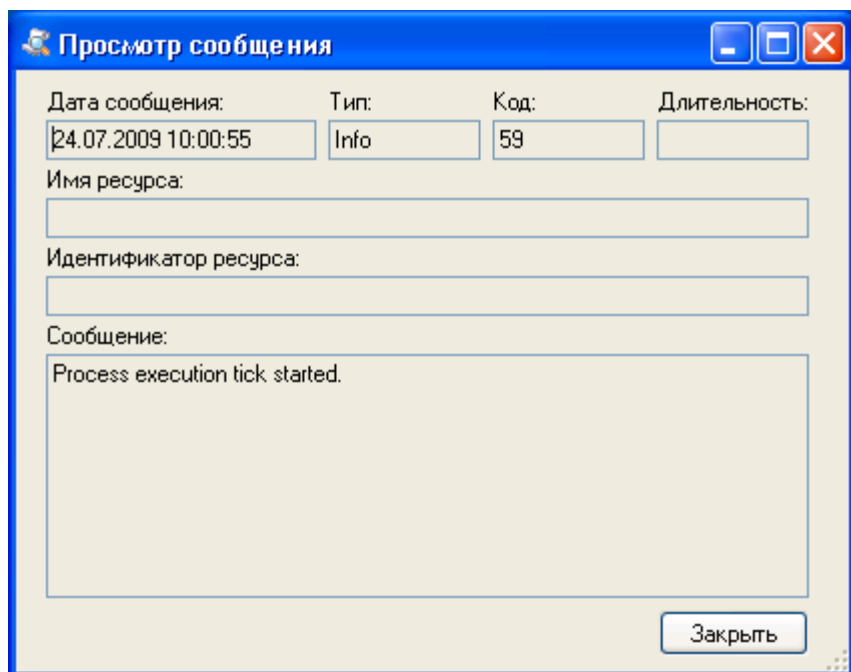 Просмотр сообщения
Дата сообщения: Тип: Код: Длительность:
24.07.2009 10:00:55 Info 59
Имя ресурса:
Идентификатор ресурса:
Сообщение:
Process execution tick started.
Закрыть